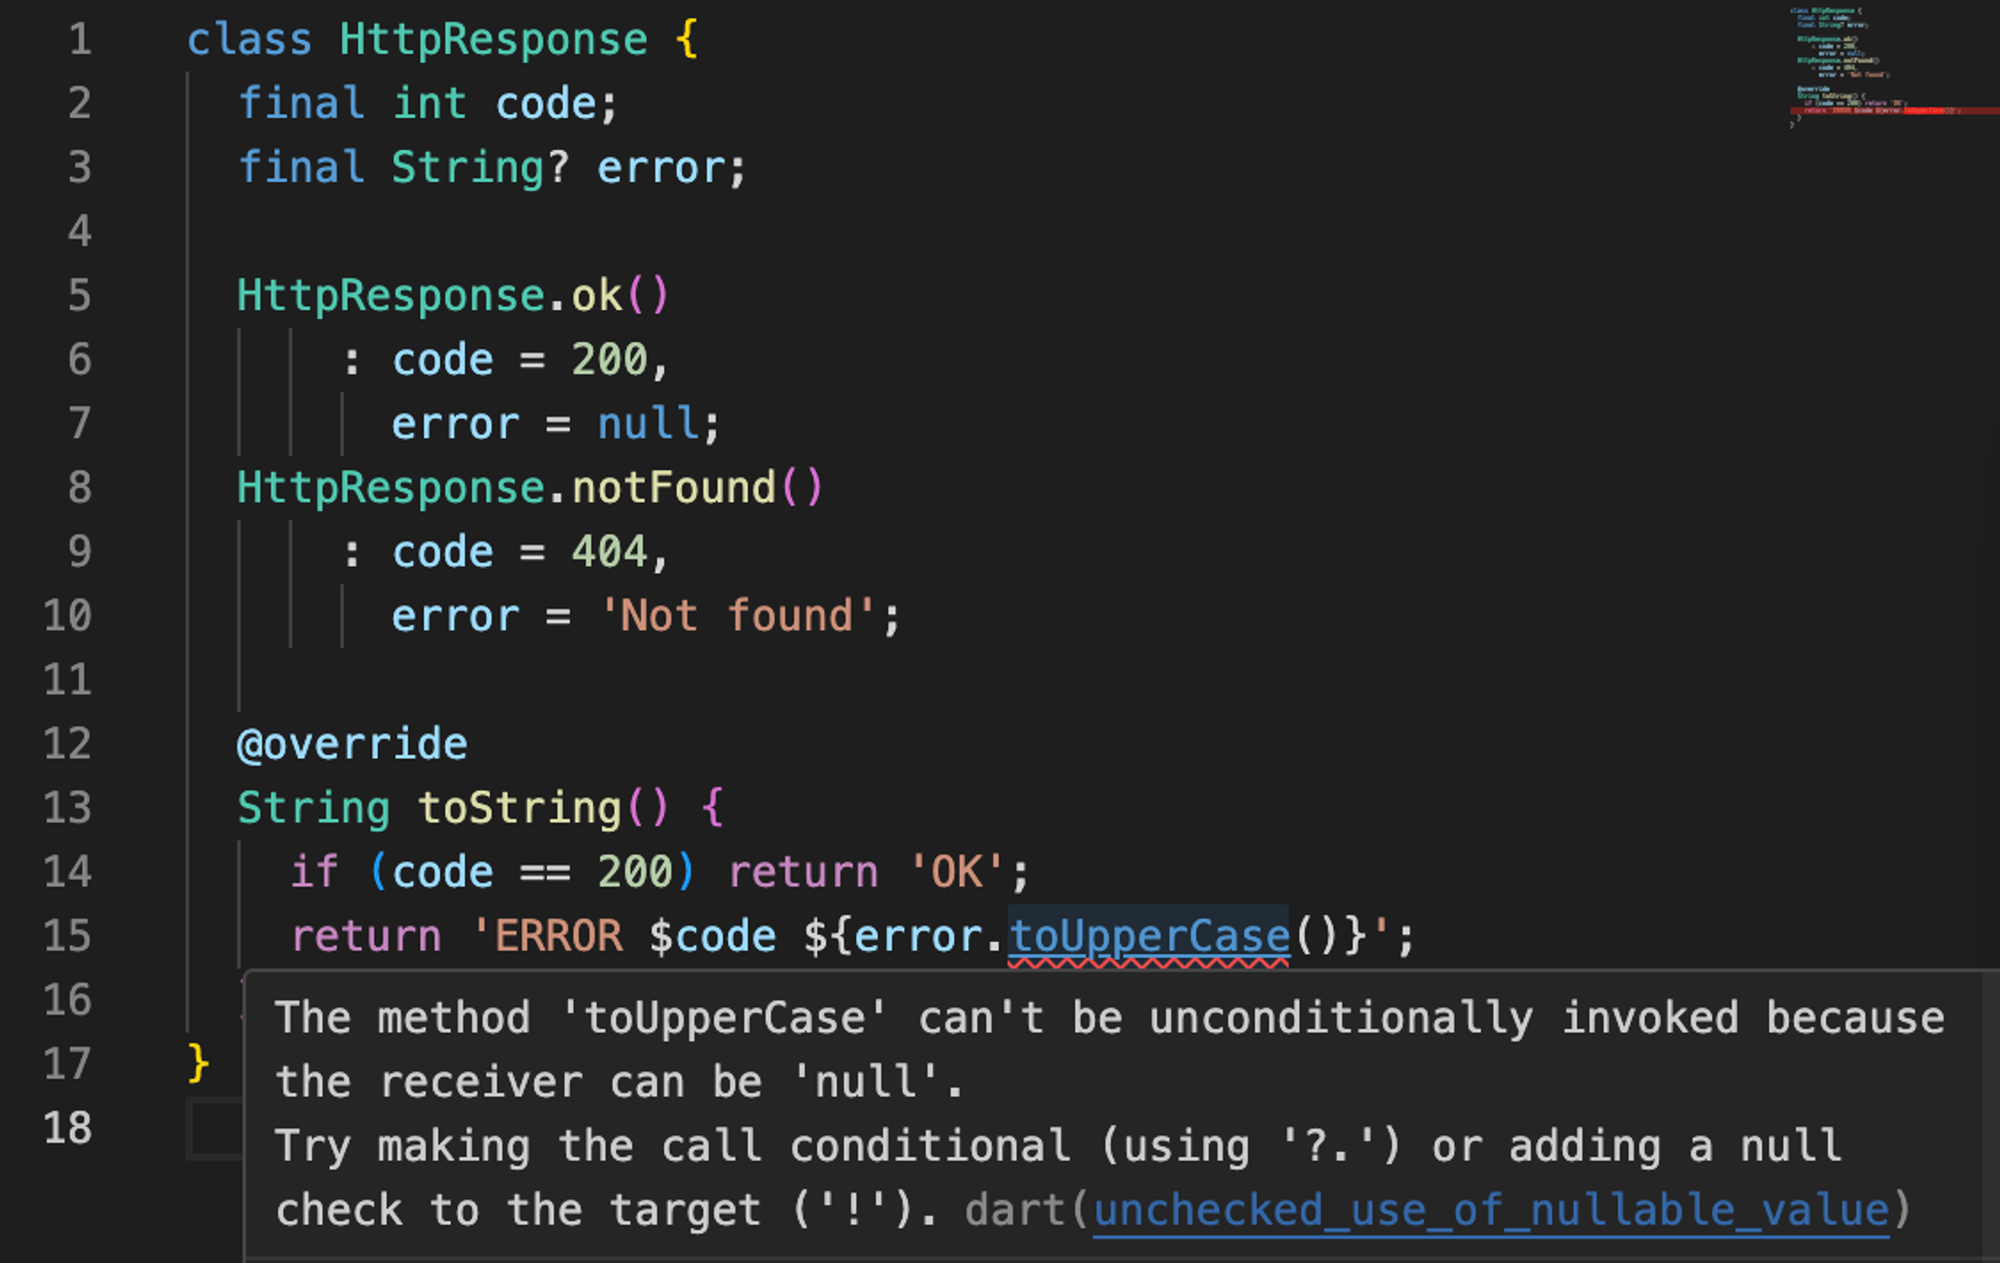 1 class HttpResponse {
2 final int code;
3 final String? error;
4
5 HttpResponse.ok()
6 : code = 200,
7 error = null;
8 HttpResponse.notFound()
9 : code = 404,
10 error = 'Not found';
11
12 @override
13 String toString() {
14 if (code == 200) return 'OK';
15 return 'ERROR $code ${error.toUpperCase()}';
16
17 }
18
The method 'toUpperCase' can't be unconditionally invoked because
the receiver can be 'null'.
Try making the call conditional (using '?.') or adding a null
check to the target ('!'). dart(unchecked_use_of_nullable_value)